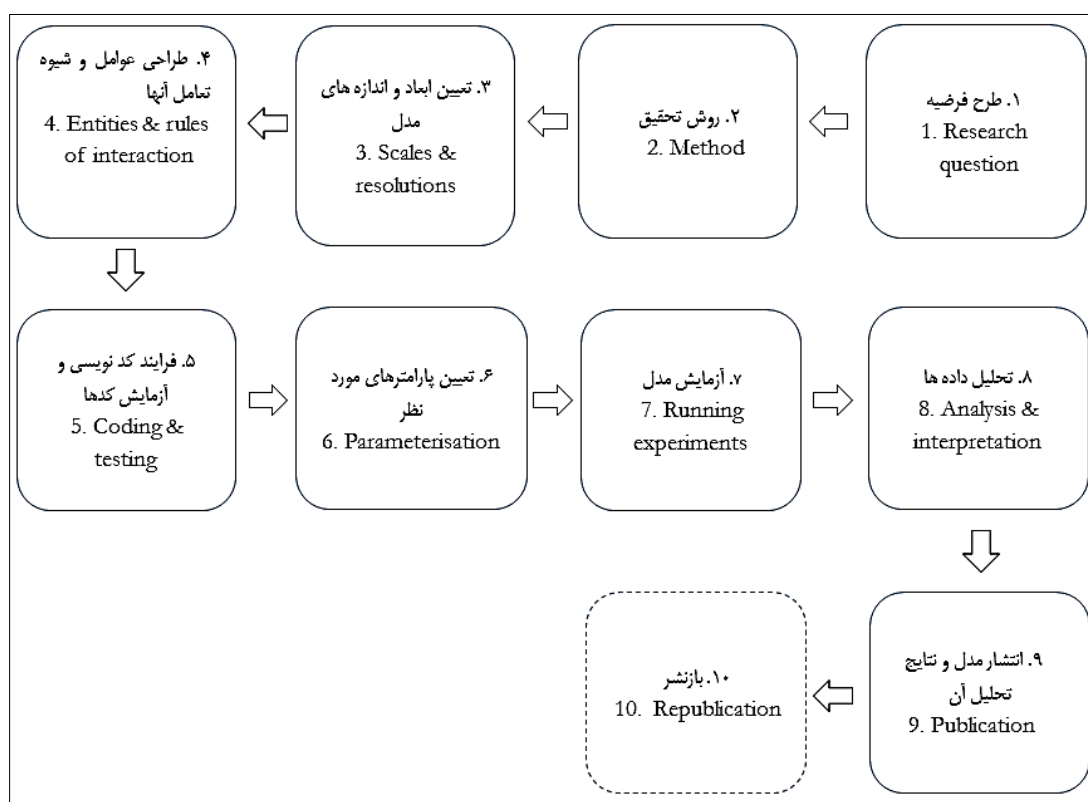 ۱. طرح فرضیه
1. Research
question
۲. روش تحقیق
2. Method
۳. تعیین ابعاد و اندازه های
مدل
3. Scales &
resolutions
۴. طراحی عوامل و شیوه
تعامل آنها
4. Entities & rules
of interaction
۵. فرایند کد نویسی و
آزمایش کدها
5. Coding &
testing
۶. تعیین پارامترهای مورد
نظر
6. Parameterisation
۷. آزمایش مدل
7. Running
experiments
۸. تحلیل داده ها
8. Analysis &
interpretation
۹. انتشار مدل و نتایج
تحلیل آن
9. Publication
۱۰. بازنشر
10. Republication